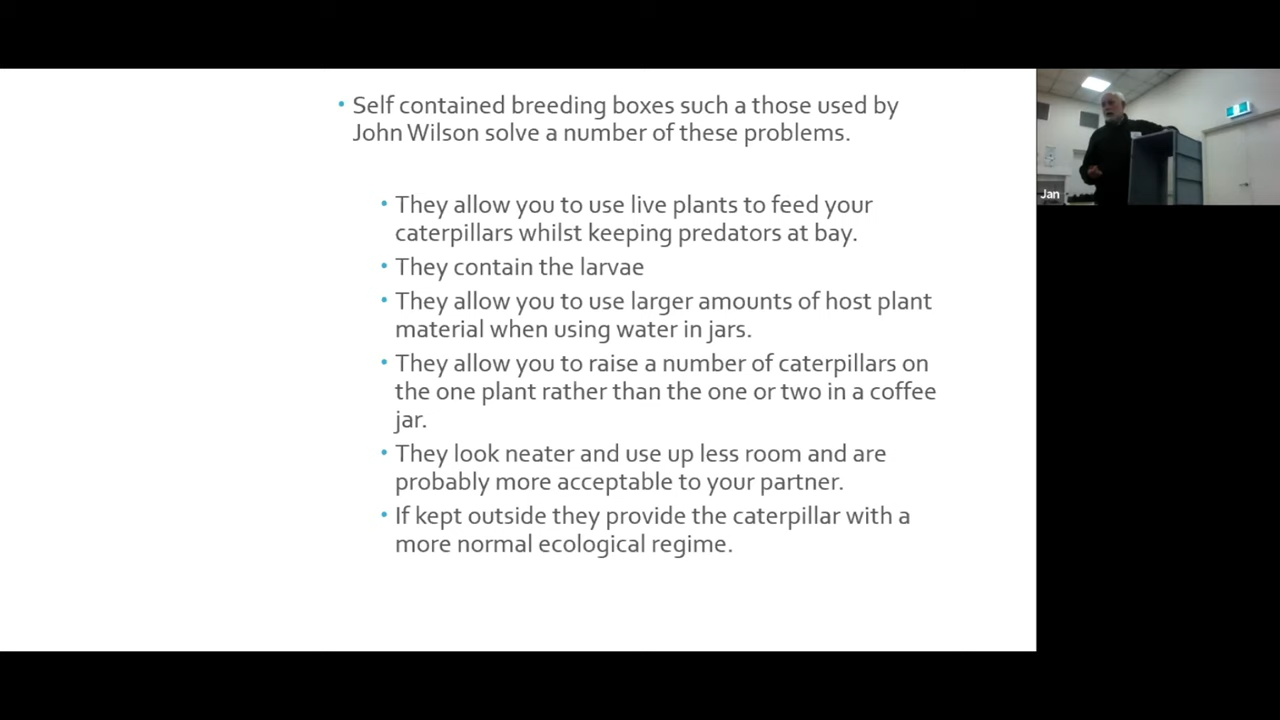 • Self contained breeding boxes such a those used by
John Wilson solve a number of these problems.
• They allow you to use live plants to feed your
caterpillars whilst keeping predators at bay.
• They contain the larvae
• They allow you to use larger amounts of host plant
material when using water in jars.
• They allow you to raise a number of caterpillars on
the one plant rather than the one or two in a coffee
jar.
• They look neater and use up less room and are
probably more acceptable to your partner.
• If kept outside they provide the caterpillar with a
more normal ecological regime.
Jan